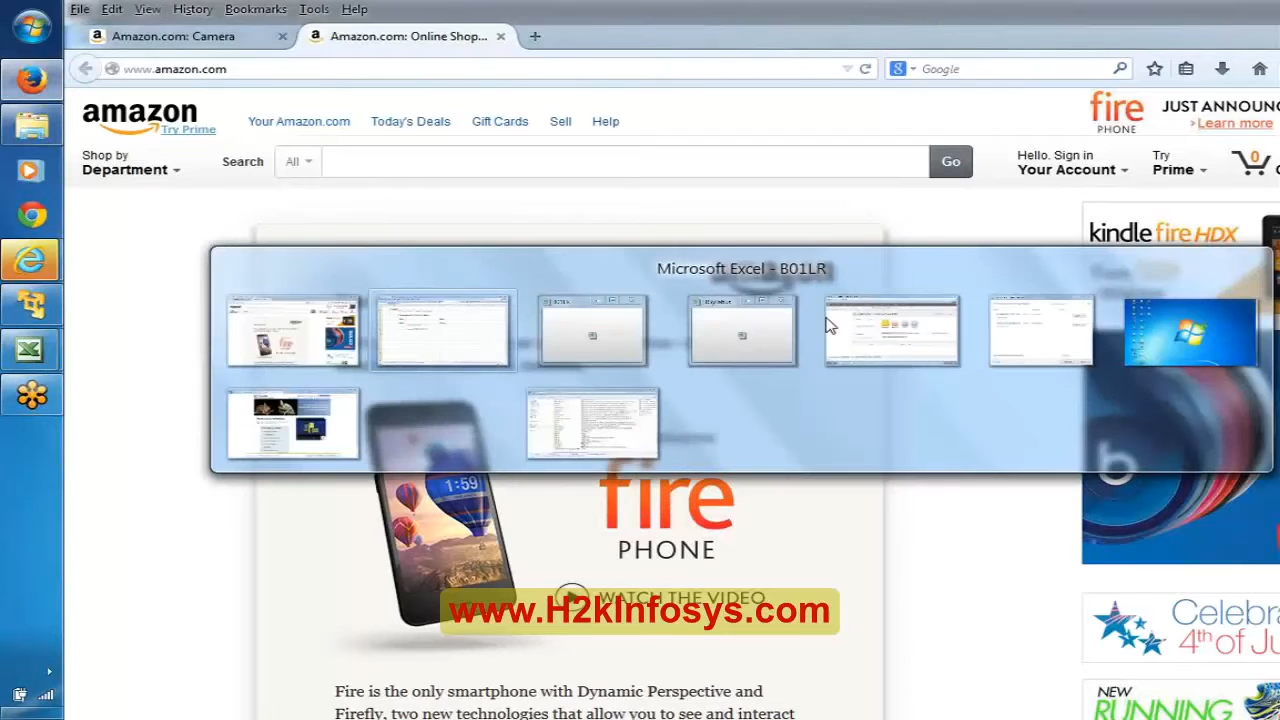 File Edit View History Bookmarks Tools Help
Amazon.com: Camera
Amazon.com: Online Shop...
www.amazon.com
Google
amazon
Try Prime
Your Amazon.com Today's Deals Gift Cards Sell Help
fire
PHONE
JUST ANNOUNC
Learn more
Shop by
Department
Search
All
Go
Hello. Sign in
Your Account
Try
Prime
0
C
kindle fire HDX
Microsoft Excel - B01LR
1:59
fire
PHONE
WATCH THE VIDEO
www.H2kInfosys.com
Fire is the only smartphone with Dynamic Perspective and
Firefly, two new technologies that allow you to see and interact
Celebra
4th of Ju
NEW
RUNNING